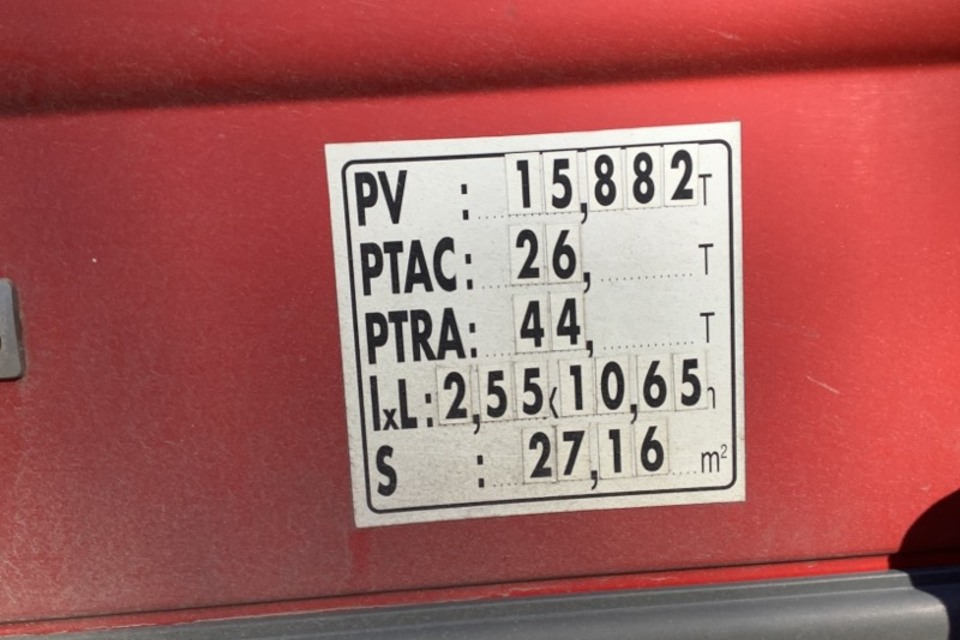 PV : 15,882 T
PTAC : 26, T
PTRA : 44, T
lxL : 2,55x10,65
S : 27,16 m²